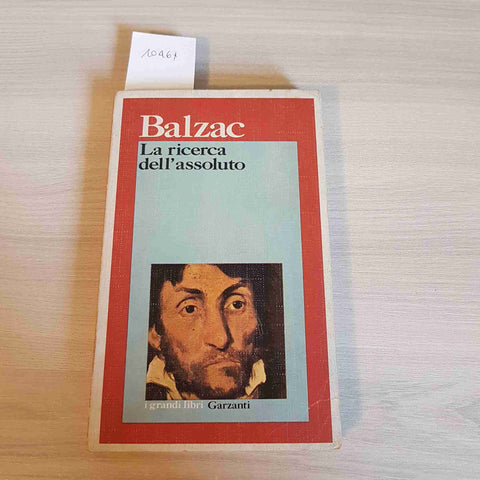 10461
Balzac
La ricerca
dell'assoluto
i grandi libri Garzanti